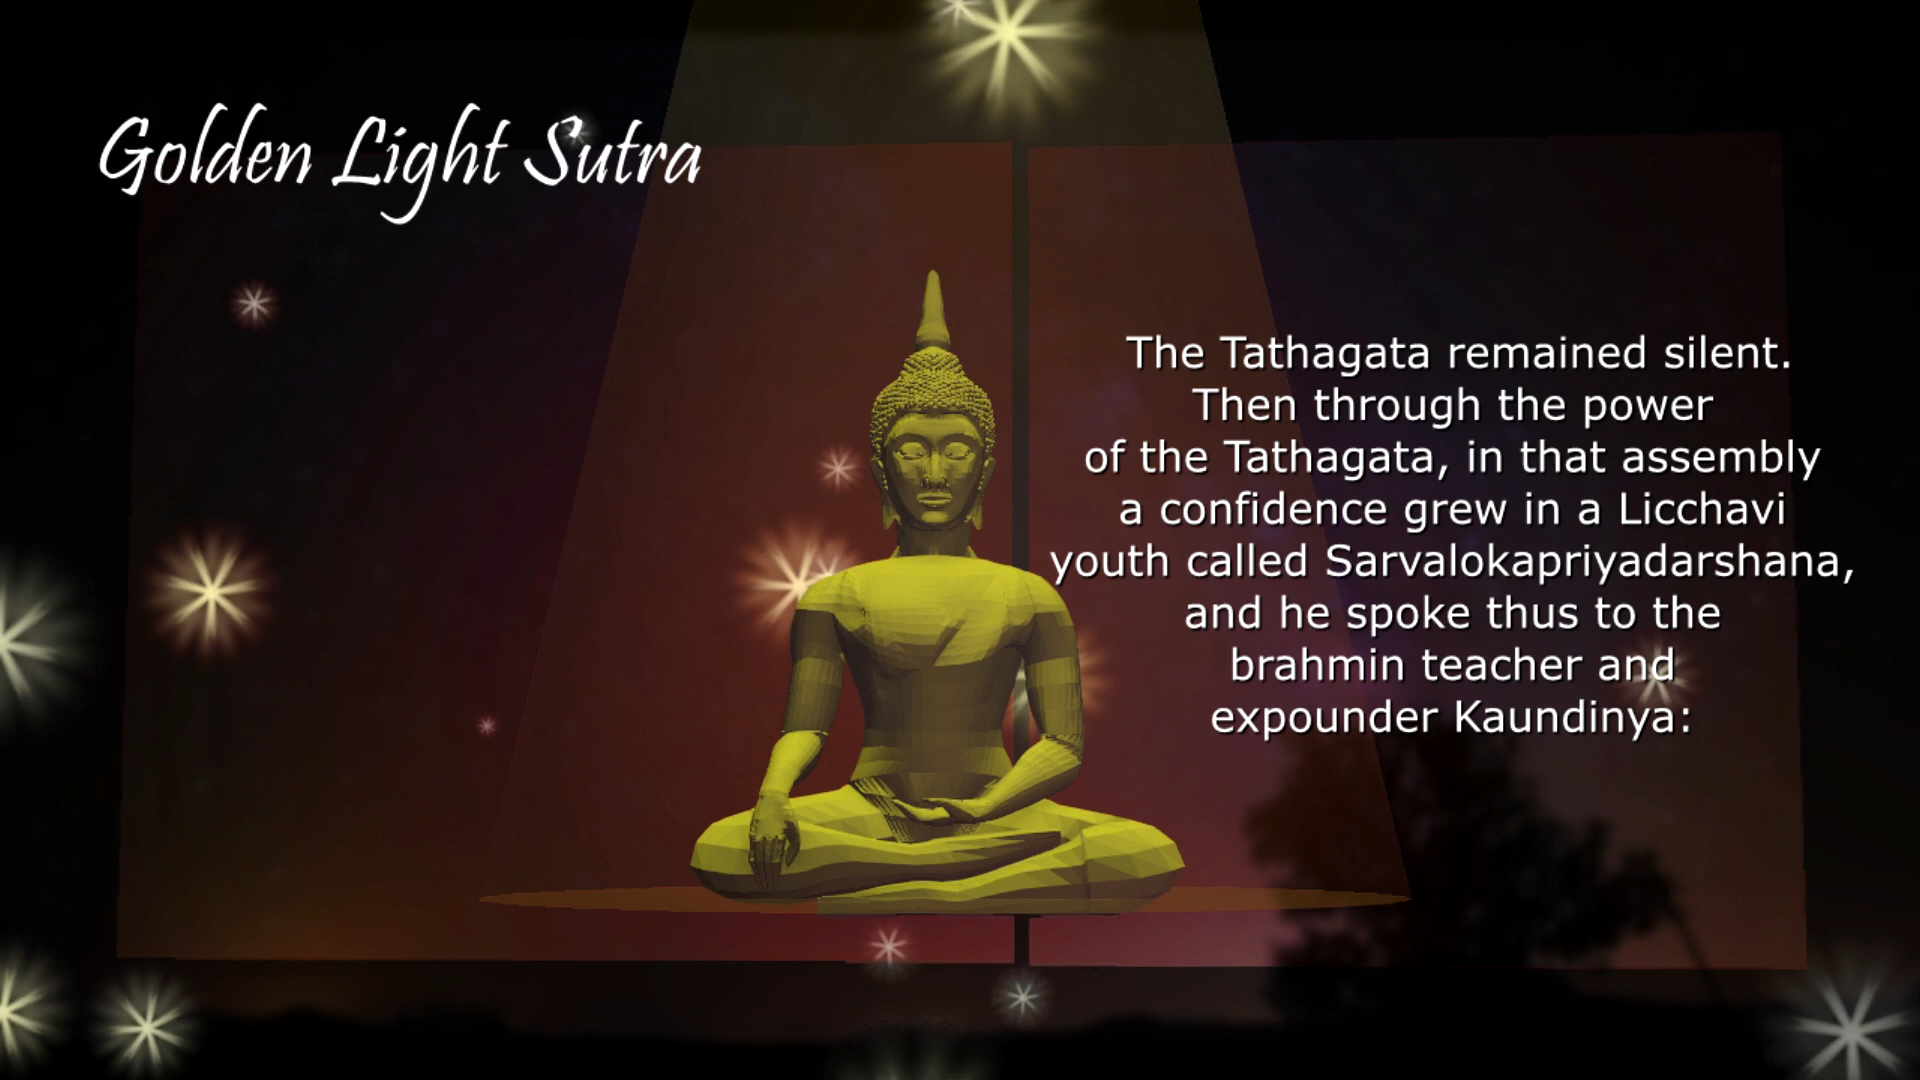 Golden Light Sutra
The Tathagata remained silent.
Then through the power
of the Tathagata, in that assembly
a confidence grew in a Licchavi
youth called Sarvalokapriyadarshana,
and he spoke thus to the
brahmin teacher and
expounder Kaundinya: